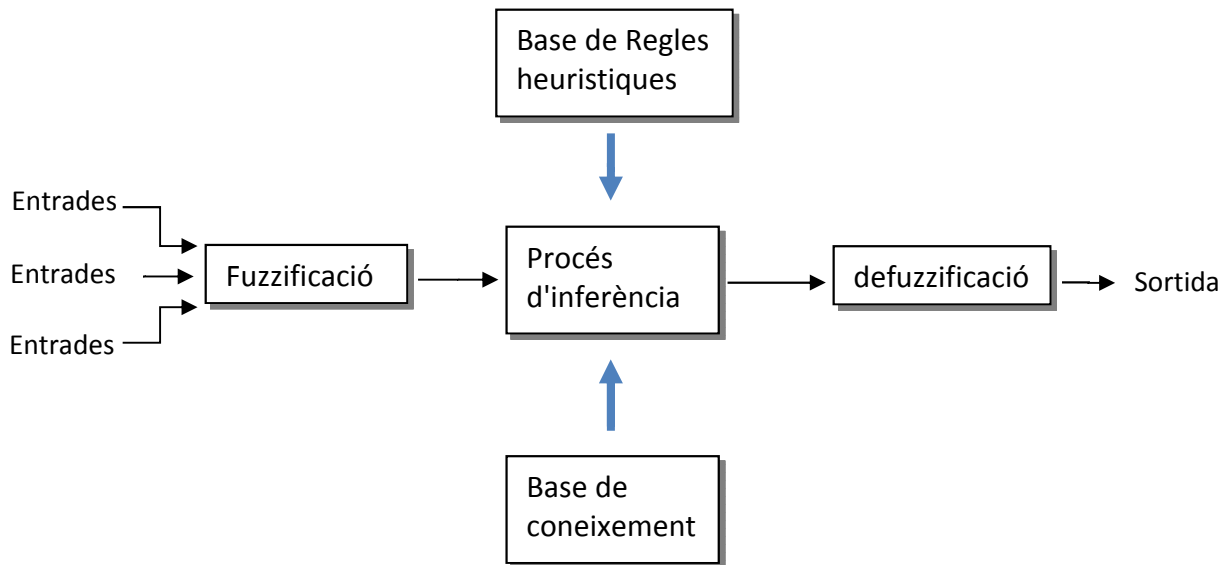 Base de Regles
heuristiques
Entrades
Entrades
Entrades
Fuzzificació
Procés
d'inferència
defuzzificació
Sortida
Base de
coneixement